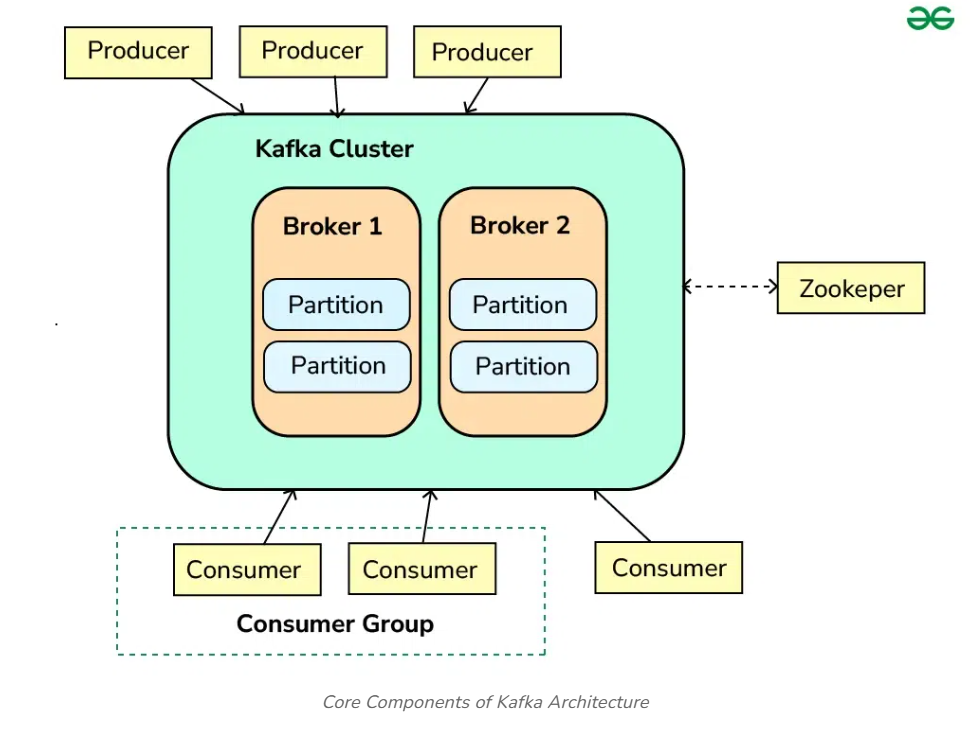 Producer
Producer
Producer
Kafka Cluster
Broker 1
Broker 2
Partition
Partition
Partition
Partition
Zookeper
Consumer
Consumer
Consumer
Consumer Group
Core Components of Kafka Architecture